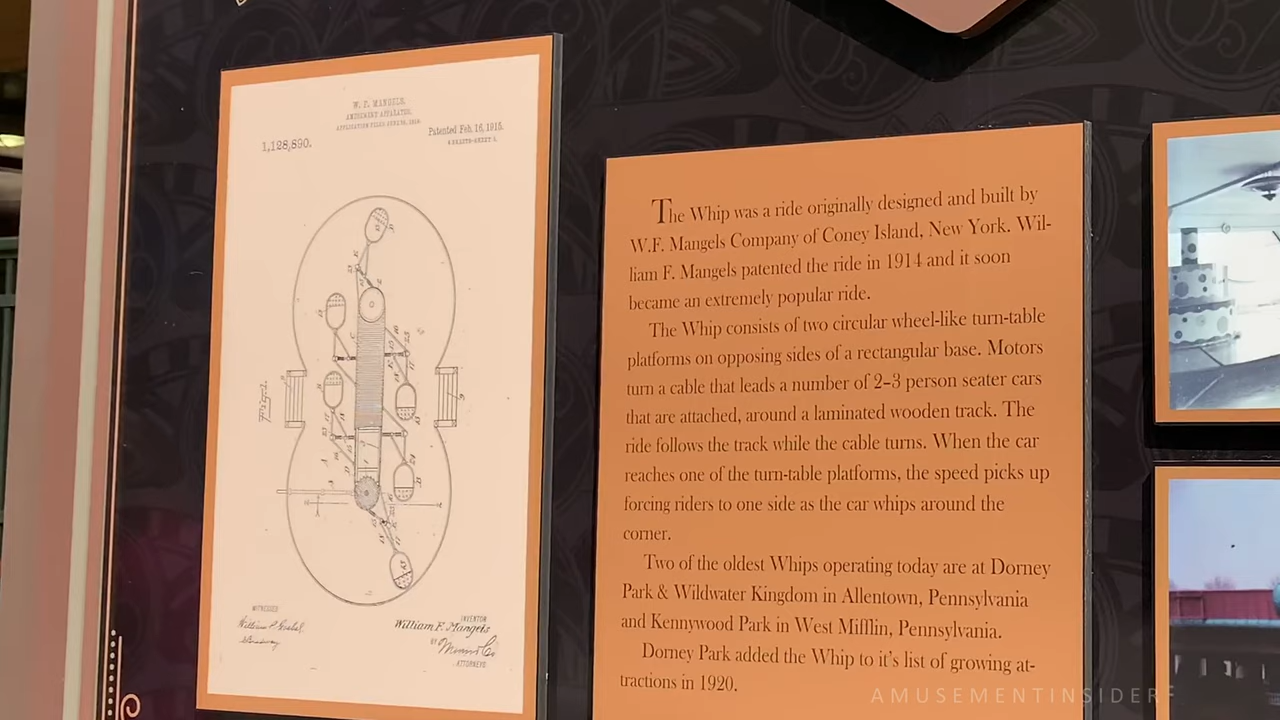 W. F. MANGELS.
AMUSEMENT APPARATUS.
1,128,890.
Patented Feb. 16, 1915.
WITNESSES
INVENTOR
William F. Mangels
BY
Munn & Co
ATTORNEYS
The Whip was a ride originally designed and built by
W.F. Mangels Company of Coney Island, New York. Wil-
liam F. Mangels patented the ride in 1914 and it soon
became an extremely popular ride.
The Whip consists of two circular wheel-like turn-table
platforms on opposing sides of a rectangular base. Motors
turn a cable that leads a number of 2-3 person seater cars
that are attached, around a laminated wooden track. The
ride follows the track while the cable turns. When the car
reaches one of the turn-table platforms, the speed picks up
forcing riders to one side as the car whips around the
corner.
Two of the oldest Whips operating today are at Dorney
Park & Wildwater Kingdom in Allentown, Pennsylvania
and Kennywood Park in West Mifflin, Pennsylvania.
Dorney Park added the Whip to it's list of growing at-
tractions in 1920.
AMUSEMENTINSIDER